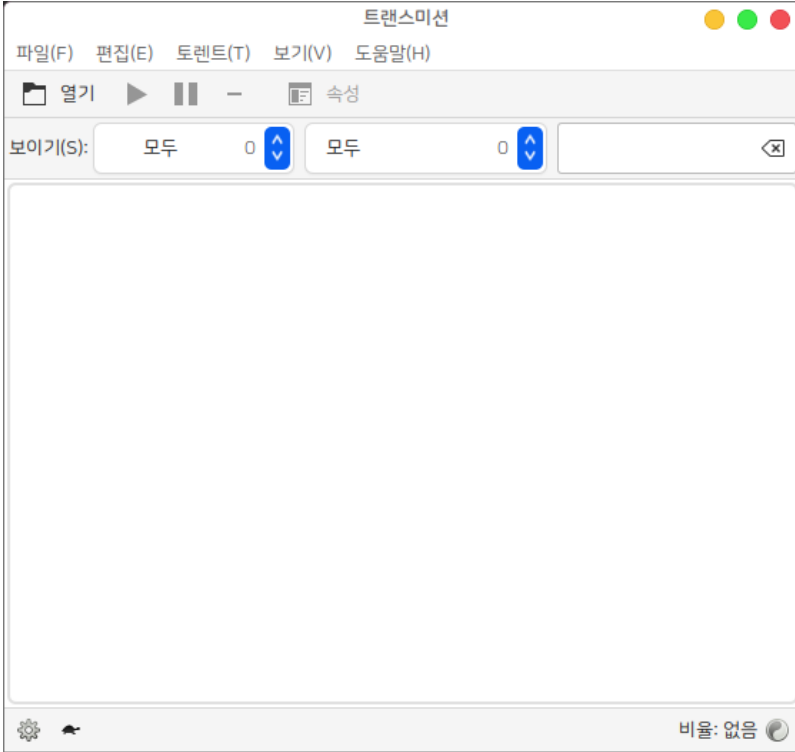 트랜스미션
파일(F) 편집(E) 토렌트(T) 보기(V) 도움말(H)
열기 속성
보이기(S): 모두 0 모두 0
비율: 없음